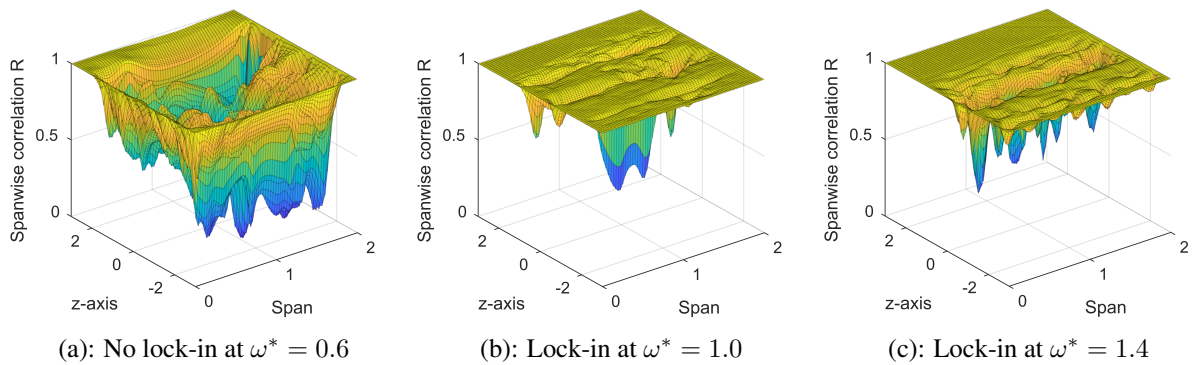 Spanwise correlation R
1
0.5
0
2
0
-2
z-axis
0
1
2
Span
(a): No lock-in at ω* = 0.6
Spanwise correlation R
1
0.5
0
2
0
-2
z-axis
0
1
2
Span
(b): Lock-in at ω* = 1.0
Spanwise correlation R
1
0.5
0
2
0
-2
z-axis
0
1
2
Span
(c): Lock-in at ω* = 1.4